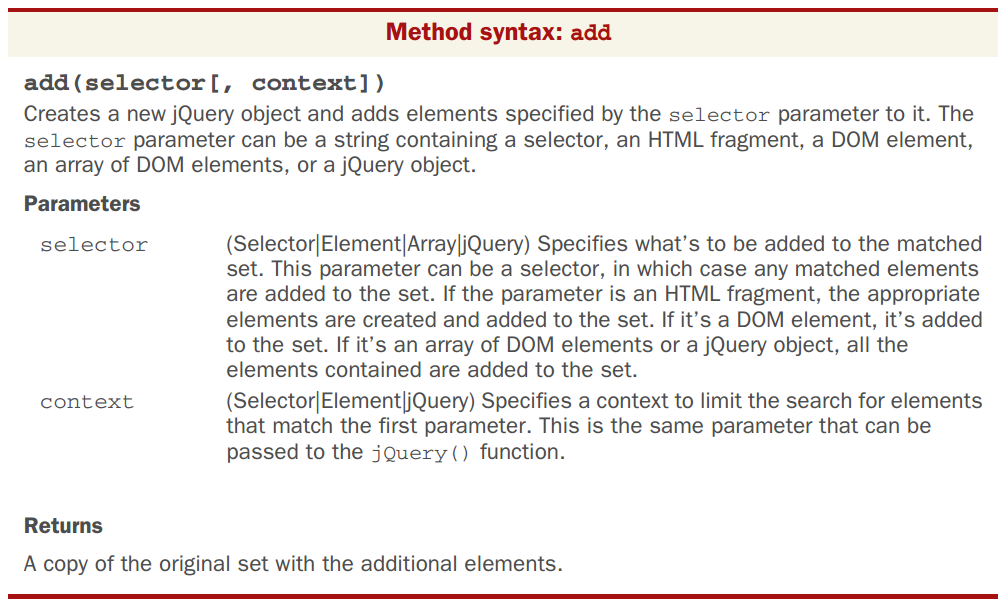 Method syntax: add
add(selector[, context])
Creates a new jQuery object and adds elements specified by the selector parameter to it. The
selector parameter can be a string containing a selector, an HTML fragment, a DOM element,
an array of DOM elements, or a jQuery object.
Parameters
selector (Selector|Element|Array|jQuery) Specifies what’s to be added to the matched
set. This parameter can be a selector, in which case any matched elements
are added to the set. If the parameter is an HTML fragment, the appropriate
elements are created and added to the set. If it’s a DOM element, it’s added
to the set. If it’s an array of DOM elements or a jQuery object, all the
elements contained are added to the set.
context (Selector|Element|jQuery) Specifies a context to limit the search for elements
that match the first parameter. This is the same parameter that can be
passed to the jQuery() function.
Returns
A copy of the original set with the additional elements.